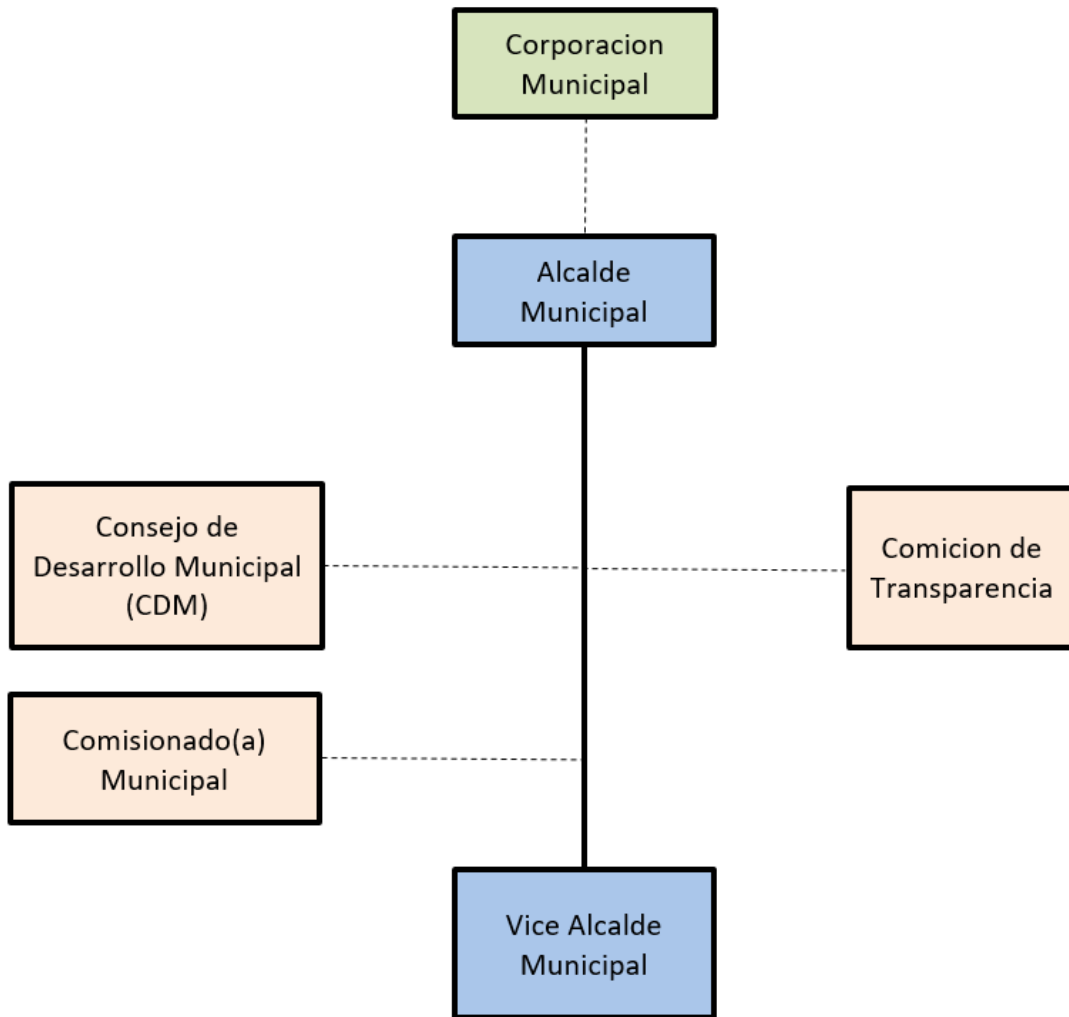 Corporacion
Municipal
Alcalde
Municipal
Consejo de
Desarrollo Municipal
(CDM)
Comicion de
Transparencia
Comisionado(a)
Municipal
Vice Alcalde
Municipal